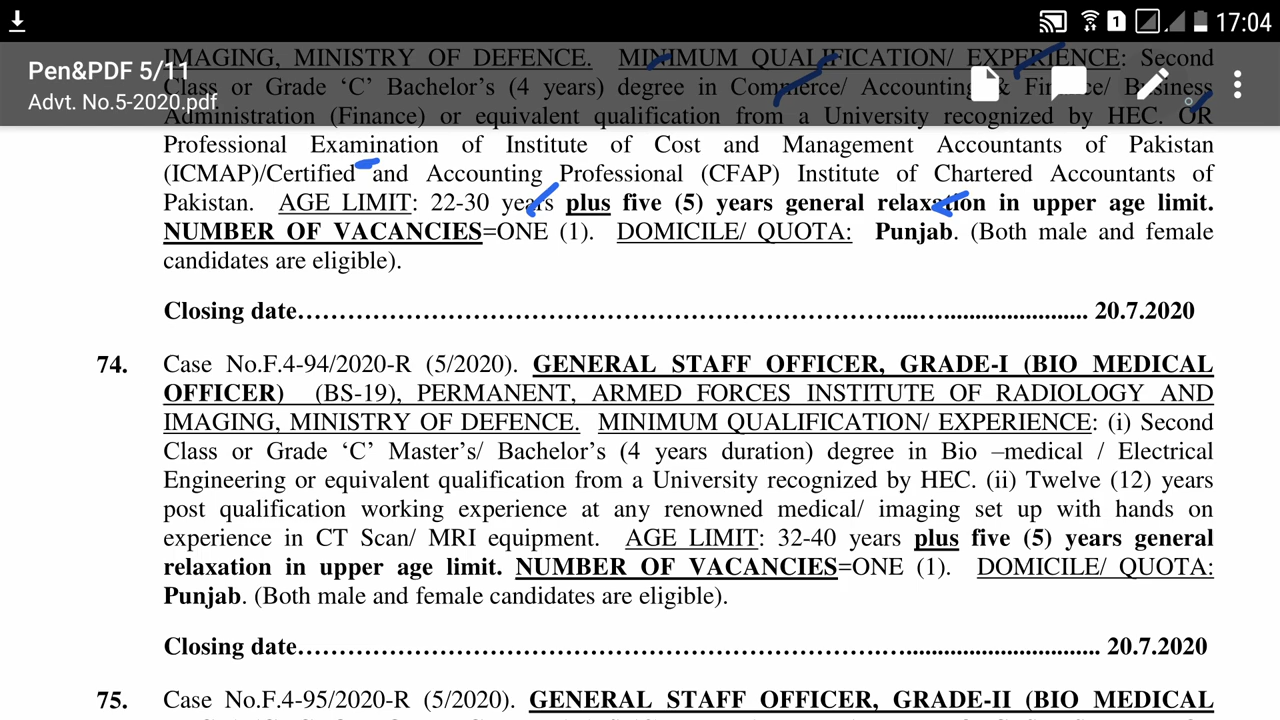 17:04
1
Pen&PDF 5/11
Advt. No.5-2020.pdf
IMAGING, MINISTRY OF DEFENCE. MINIMUM QUALIFICATION/ EXPERIENCE: Second
Class or Grade ‘C’ Bachelor’s (4 years) degree in Commerce/ Accounting & Finance/ Business
Administration (Finance) or equivalent qualification from a University recognized by HEC. OR
Professional Examination of Institute of Cost and Management Accountants of Pakistan
(ICMAP)/Certified and Accounting Professional (CFAP) Institute of Chartered Accountants of
Pakistan. AGE LIMIT: 22-30 years plus five (5) years general relaxation in upper age limit.
NUMBER OF VACANCIES=ONE (1). DOMICILE/ QUOTA: Punjab. (Both male and female
candidates are eligible).
Closing date……………………………………………………………………..…...................... 20.7.2020
74. Case No.F.4-94/2020-R (5/2020). GENERAL STAFF OFFICER, GRADE-I (BIO MEDICAL
OFFICER) (BS-19), PERMANENT, ARMED FORCES INSTITUTE OF RADIOLOGY AND
IMAGING, MINISTRY OF DEFENCE. MINIMUM QUALIFICATION/ EXPERIENCE: (i) Second
Class or Grade ‘C’ Master’s/ Bachelor’s (4 years duration) degree in Bio –medical / Electrical
Engineering or equivalent qualification from a University recognized by HEC. (ii) Twelve (12) years
post qualification working experience at any renowned medical/ imaging set up with hands on
experience in CT Scan/ MRI equipment. AGE LIMIT: 32-40 years plus five (5) years general
relaxation in upper age limit. NUMBER OF VACANCIES=ONE (1). DOMICILE/ QUOTA:
Punjab. (Both male and female candidates are eligible).
Closing date……………………………………………………………………............................... 20.7.2020
75. Case No.F.4-95/2020-R (5/2020). GENERAL STAFF OFFICER, GRADE-II (BIO MEDICAL